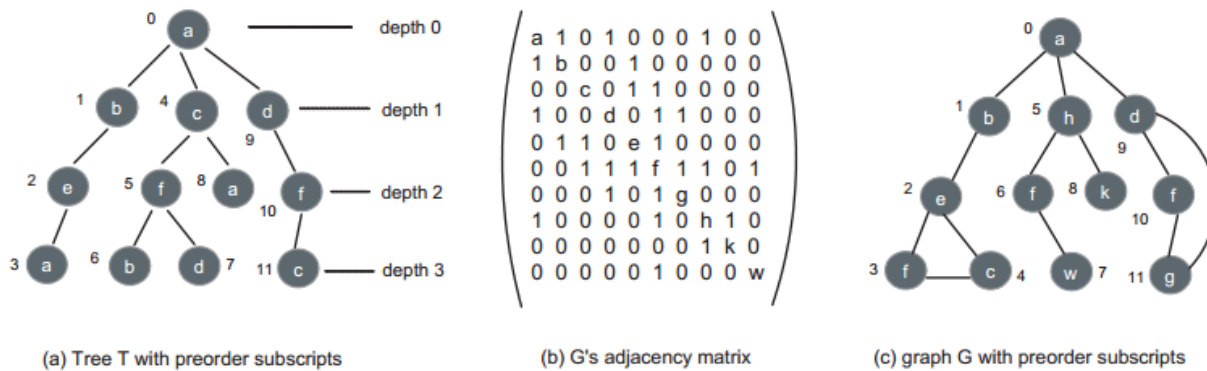 0 a depth 0
1 b 4 c d depth 1
9
2 e 5 f 8 a f depth 2
10
3 a 6 b d 7 11 c depth 3
(a) Tree T with preorder subscripts
a 1 0 1 0 0 0 1 0 0
1 b 0 0 1 0 0 0 0 0
0 0 c 0 1 1 0 0 0 0
1 0 0 d 0 1 1 0 0 0
0 1 1 0 e 1 0 0 0 0
0 0 1 1 1 f 1 1 0 1
0 0 0 1 0 1 g 0 0 0
1 0 0 0 0 1 0 h 1 0
0 0 0 0 0 0 0 1 k 0
0 0 0 0 0 1 0 0 0 w
(b) G's adjacency matrix
0 a
1 b 5 h d
9
2 e 6 f 8 k f
10
3 f c 4 w 7 11 g
(c) graph G with preorder subscripts